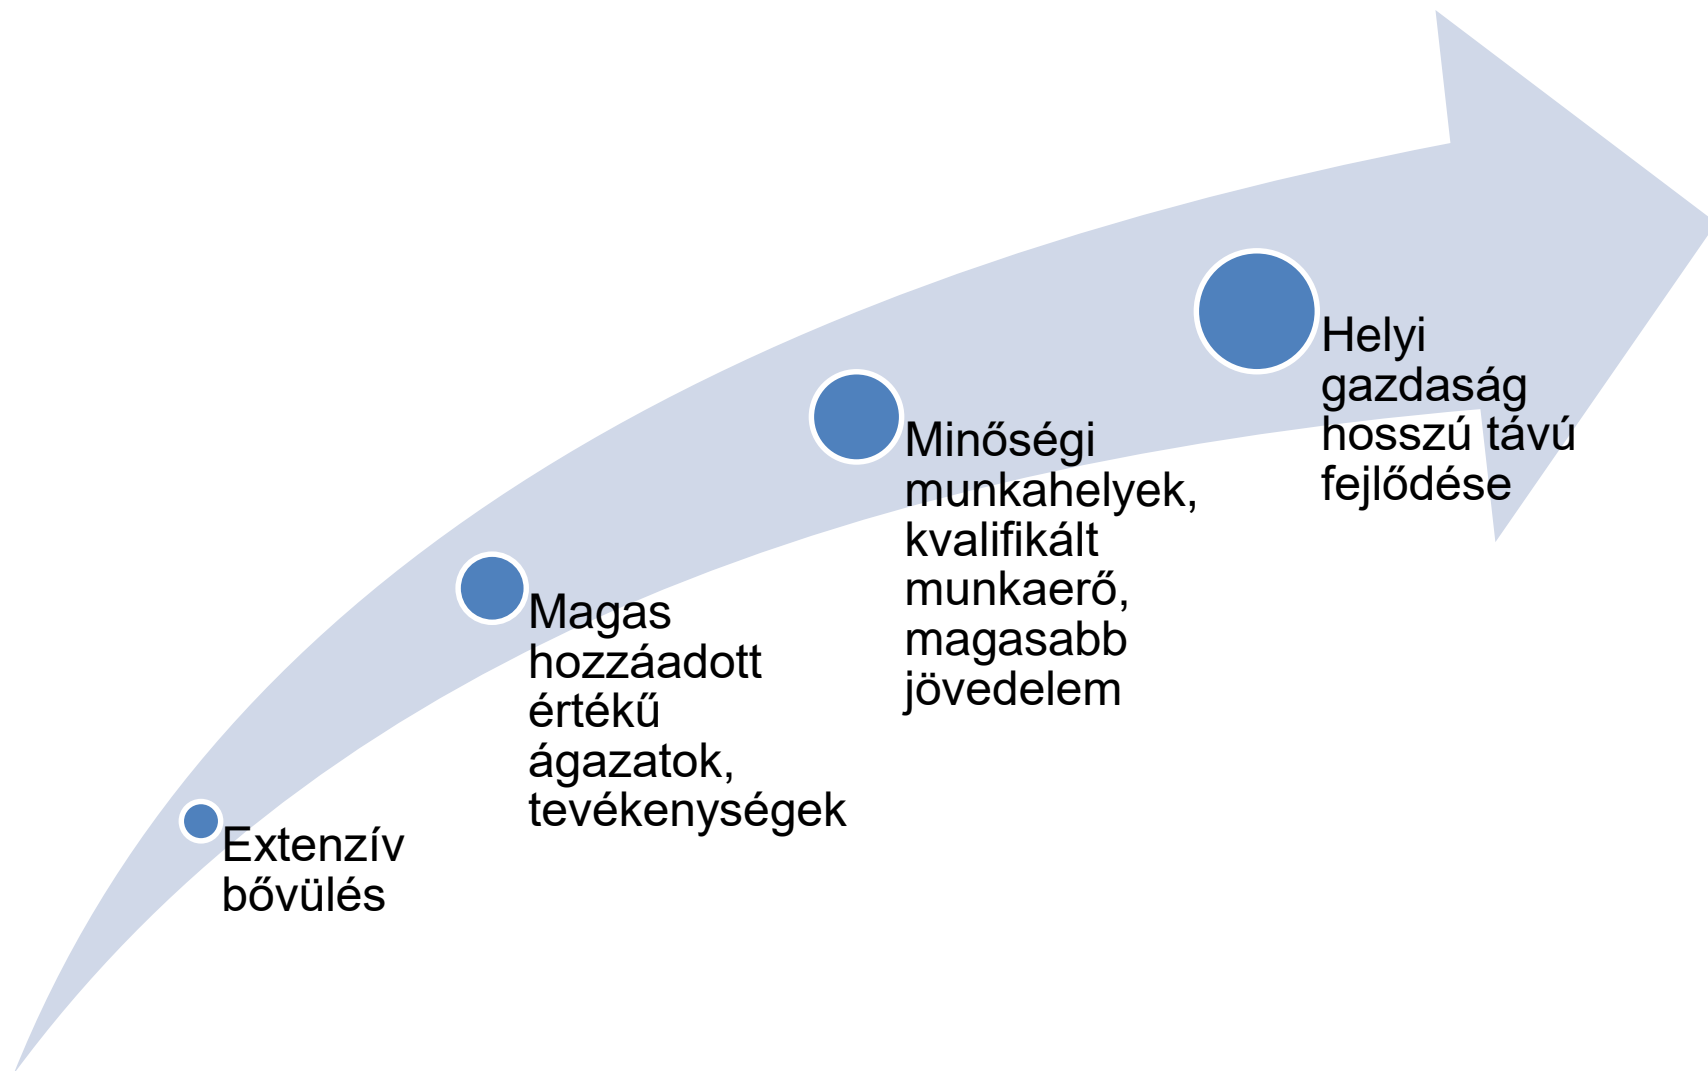 Extenzív
bővülés
Magas
hozzáadott
értékű
ágazatok,
tevékenységek
Minőségi
munkahelyek,
kvalifikált
munkaerő,
magasabb
jövedelem
Helyi
gazdaság
hosszú távú
fejlődése